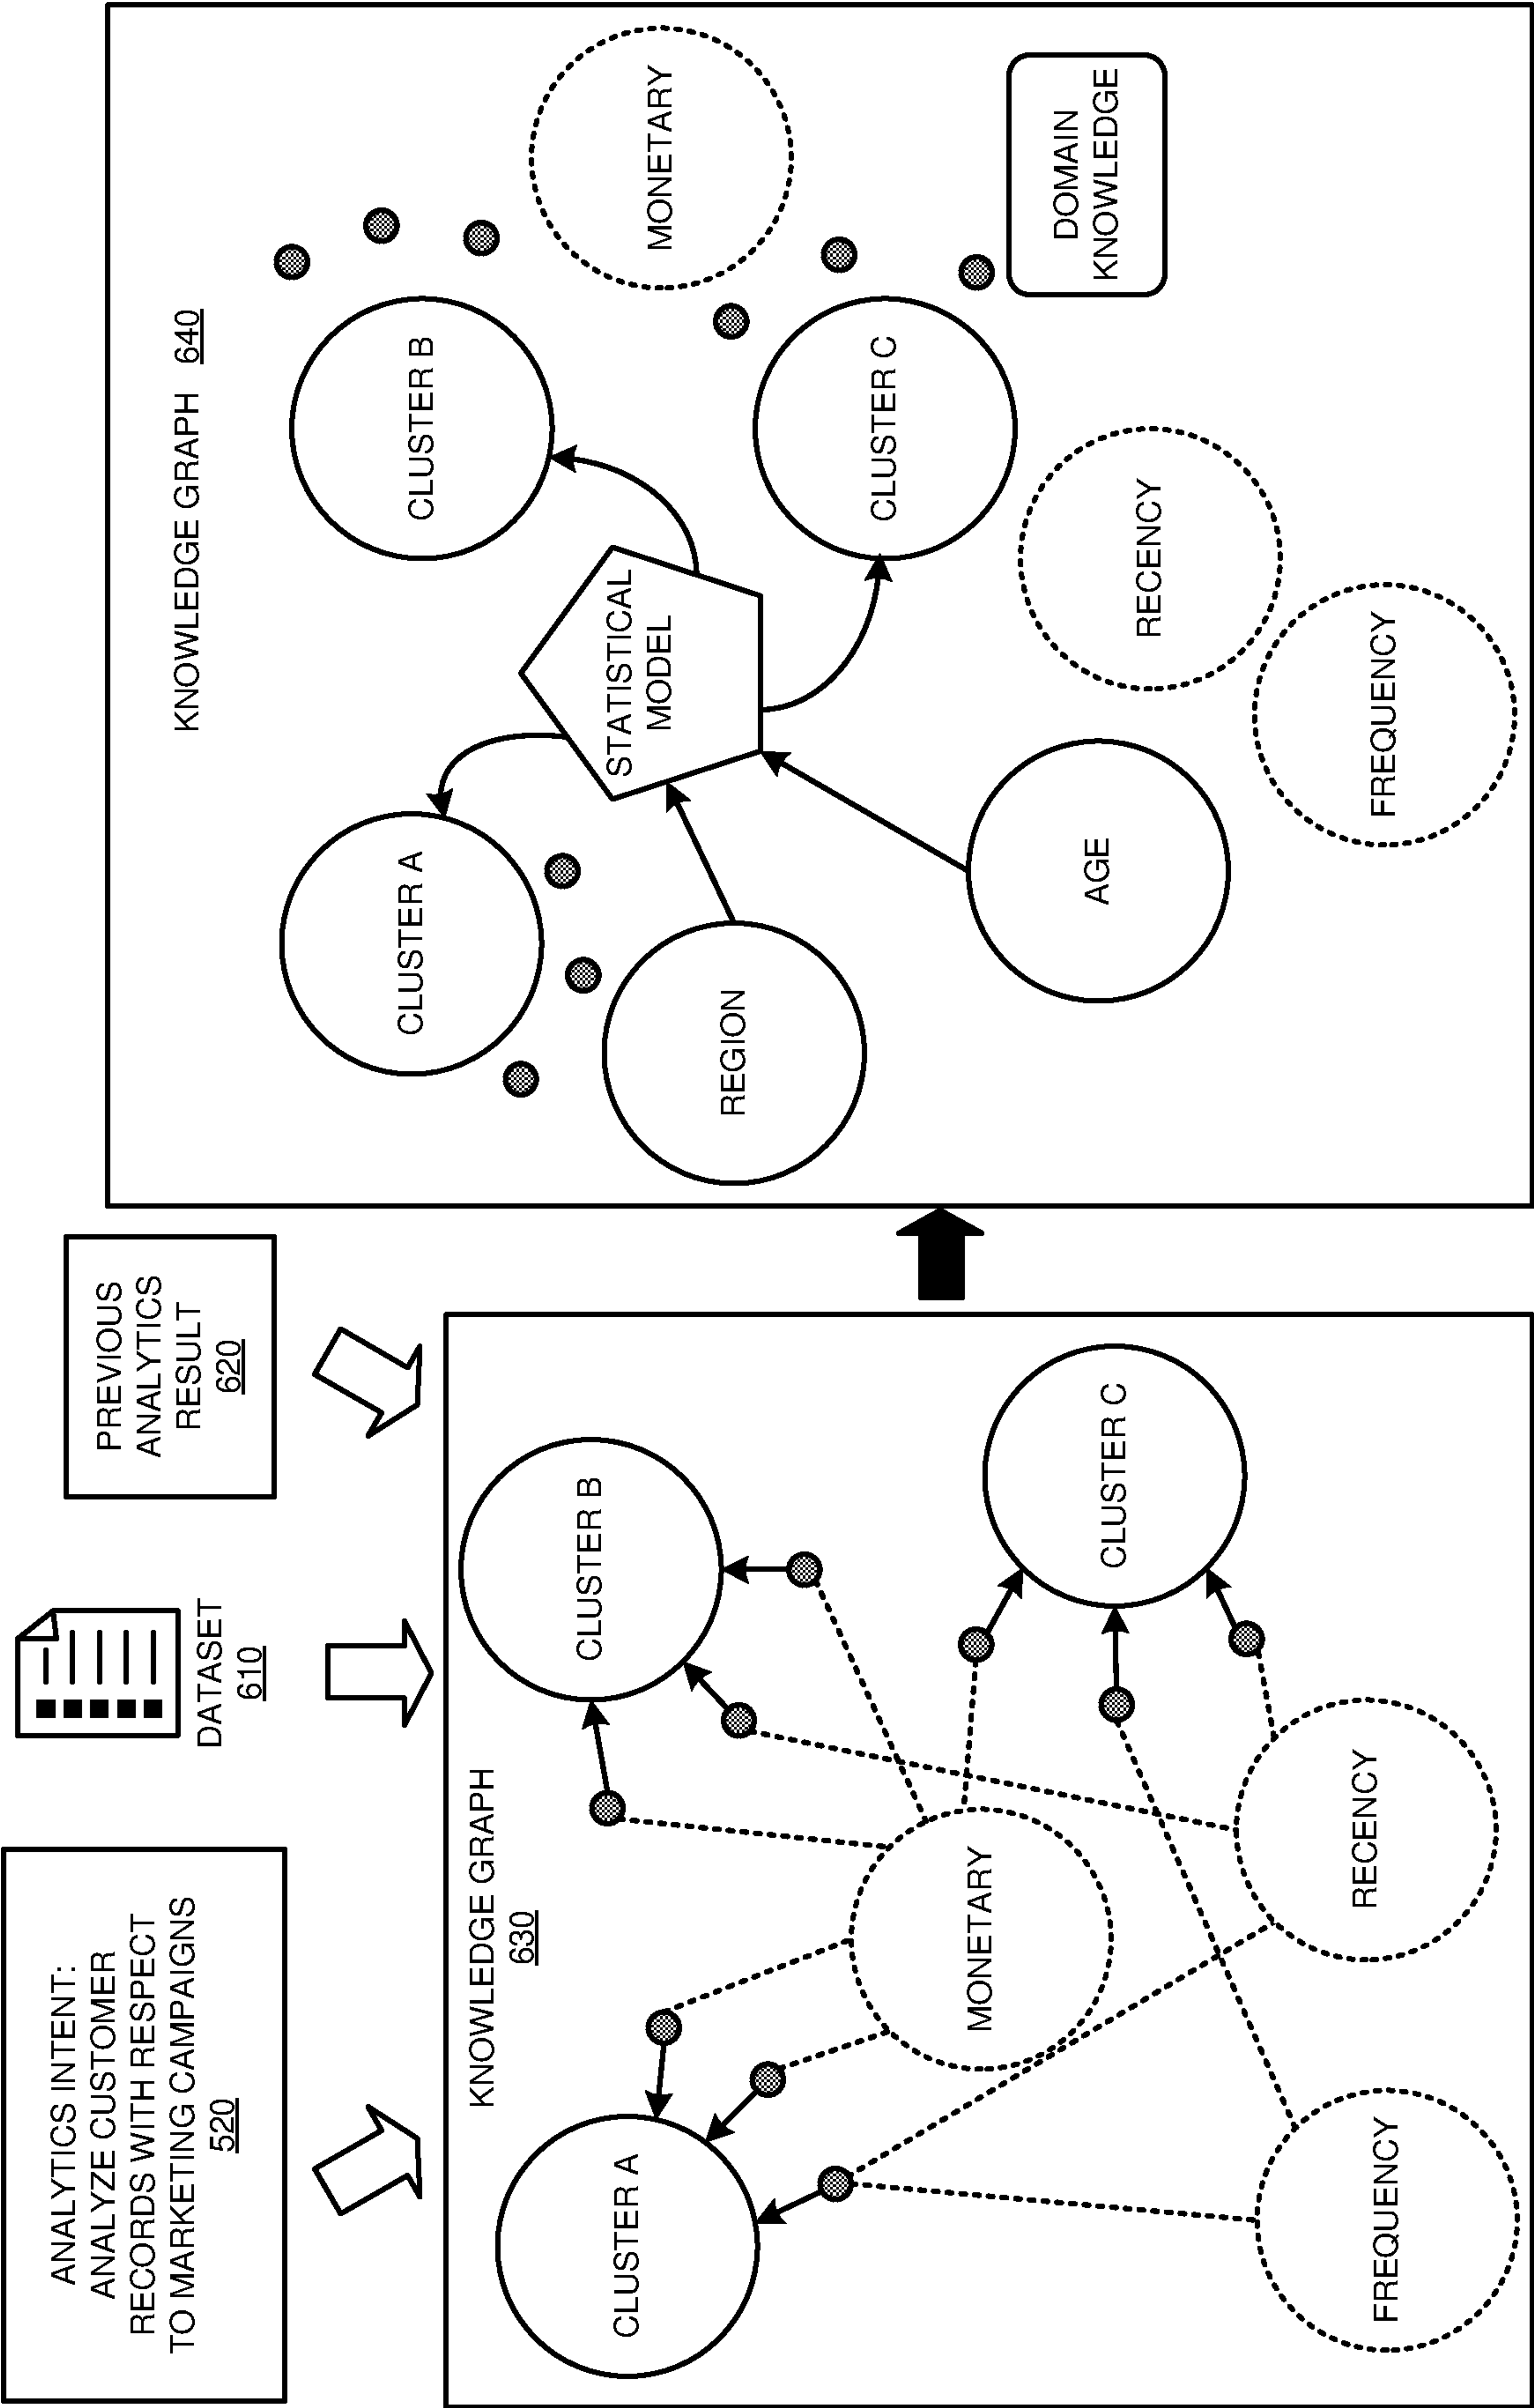 ANALYTICS INTENT:
ANALYZE CUSTOMER
RECORDS WITH RESPECT
TO MARKETING CAMPAIGNS
520
DATASET
610
PREVIOUS
ANALYTICS
RESULT
620
KNOWLEDGE GRAPH
630
CLUSTER A
CLUSTER B
MONETARY
CLUSTER C
FREQUENCY
RECENCY
KNOWLEDGE GRAPH 640
CLUSTER A
CLUSTER B
STATISTICAL
MODEL
MONETARY
REGION
CLUSTER C
DOMAIN
KNOWLEDGE
AGE
RECENCY
FREQUENCY